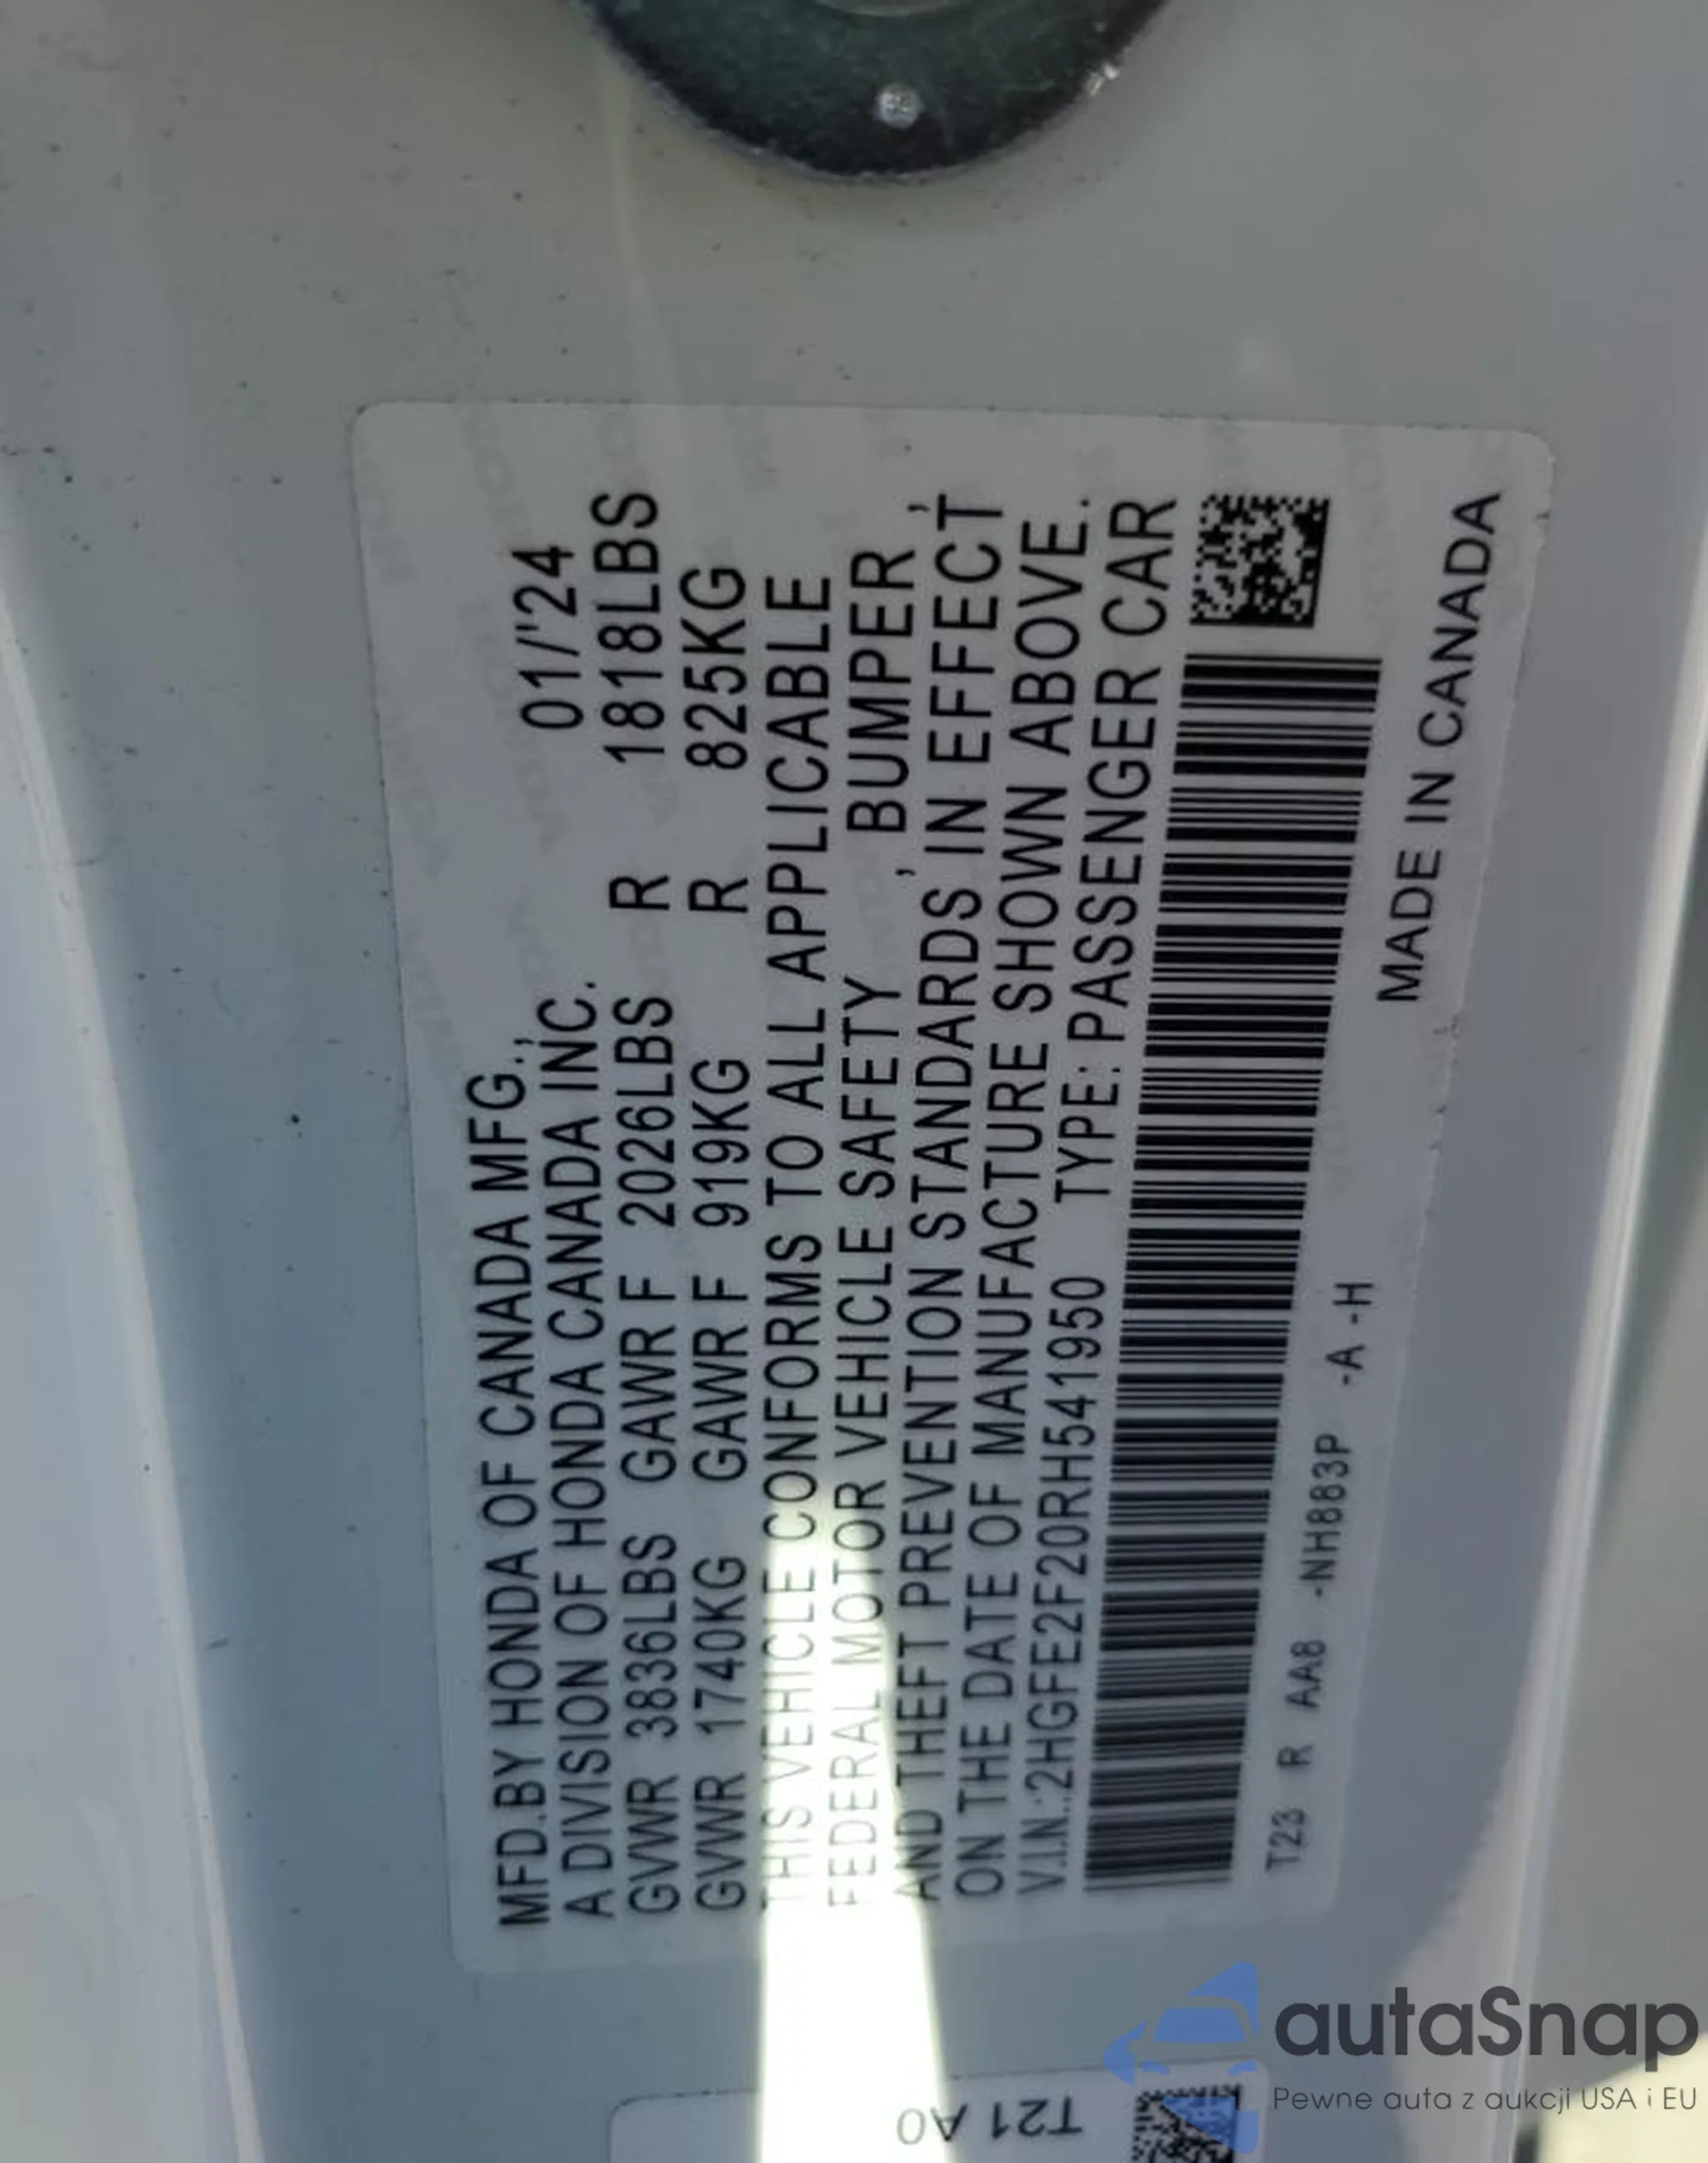 MFD.BY HONDA OF CANADA MFG.,
A DIVISION OF HONDA CANADA INC. 01/'24
GVWR 3836LBS GAWR F 2026LBS R 1818LBS
GVWR 1740KG GAWR F 919KG R 825KG
THIS VEHICLE CONFORMS TO ALL APPLICABLE
FEDERAL MOTOR VEHICLE SAFETY , BUMPER ,
AND THEFT PREVENTION STANDARDS, IN EFFECT
ON THE DATE OF MANUFACTURE SHOWN ABOVE.
V.I.N.:2HGFE2F20RH541950 TYPE: PASSENGER CAR
T23 R AA8 -NH883P -A -H
MADE IN CANADA
T21 A0
autaSnap
Pewne auta z aukcji USA i EU